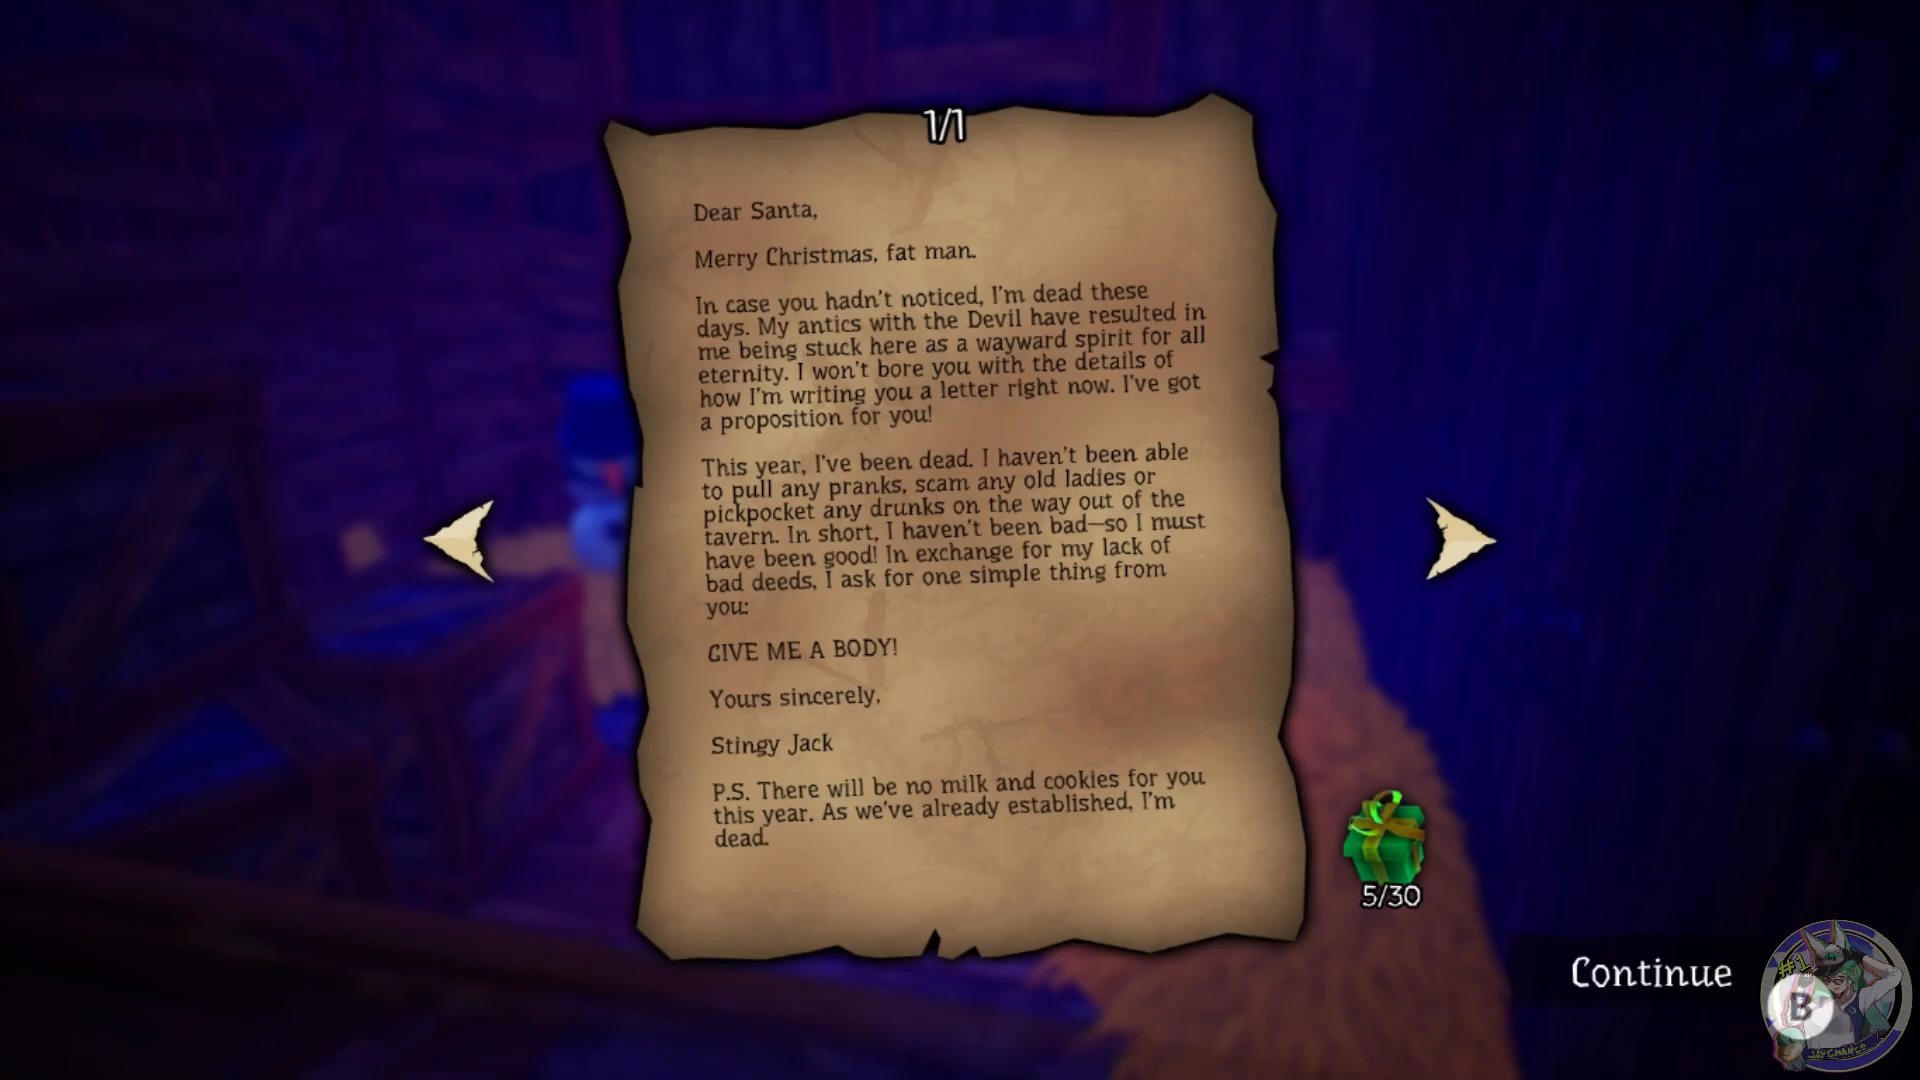 1/1
Dear Santa,
Merry Christmas, fat man.
In case you hadn't noticed, I'm dead these
days. My antics with the Devil have resulted in
me being stuck here as a wayward spirit for all
eternity. I won't bore you with the details of
how I'm writing you a letter right now. I've got
a proposition for you!
This year, I've been dead. I haven't been able
to pull any pranks, scam any old ladies or
pickpocket any drunks on the way out of the
tavern. In short, I haven't been bad—so I must
have been good! In exchange for my lack of
bad deeds, I ask for one simple thing from
you:
GIVE ME A BODY!
Yours sincerely,
Stingy Jack
P.S. There will be no milk and cookies for you
this year. As we've already established, I'm
dead.
5/30
Continue
#1
B
JAYCHANCE